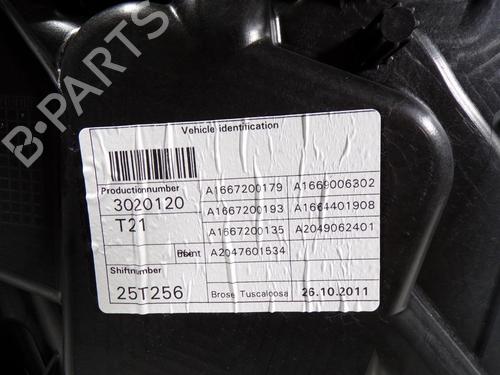 B-PARTS
Vehicle identification
Productionnumber
3020120
T21
A1667200179 A1669006302
A1667200193 A1664401908
A1667200135 A2049062401
A2047601534
Shiftnumber
25T256
Brose Tuscaloosa 26.10.2011